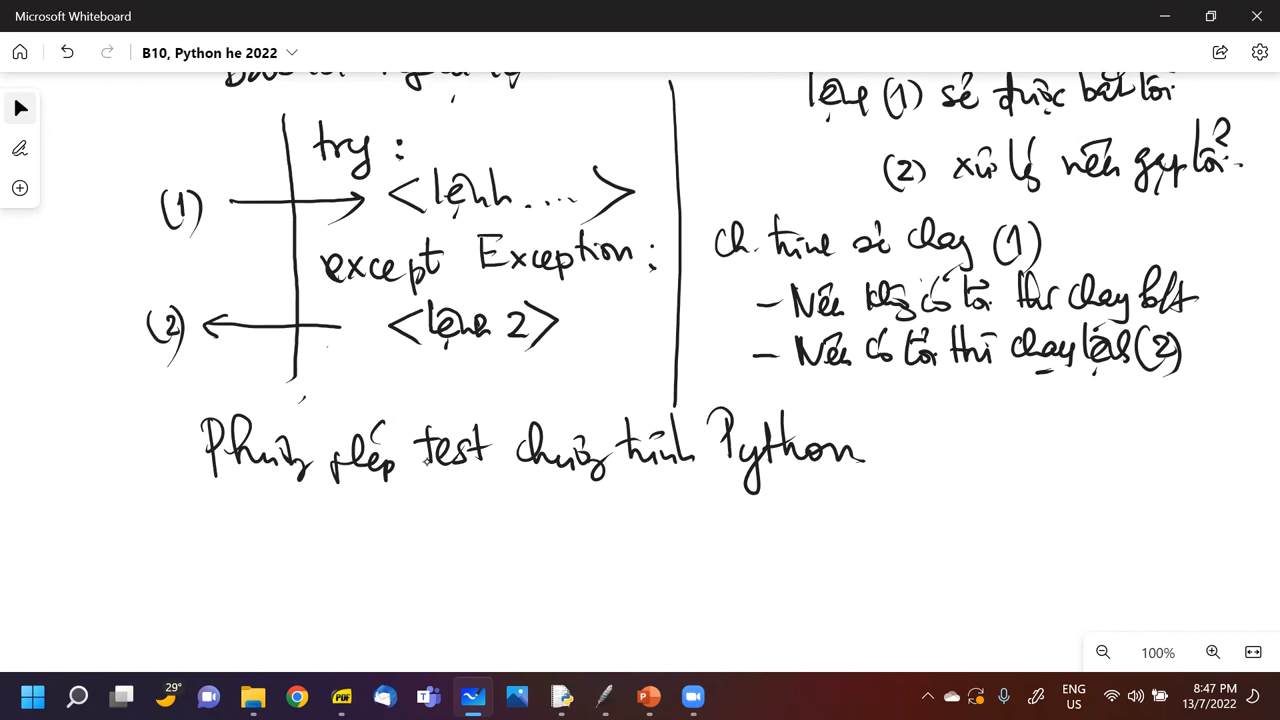 Microsoft Whiteboard
B10, Python he 2022
try :
(1) <lệnh....>
except Exception :
(2) <lệnh 2>
lệnh (1) sẽ được bắt lỗi
(2) xử lý nếu gặp lỗi.
ch. trình sẽ chạy (1)
- Nếu không có lỗi thì chạy
- Nếu có lỗi thì chạy lệnh (2)
Phương pháp test chương trình Python
100%
29°
ENG
US
8:47 PM
13/7/2022